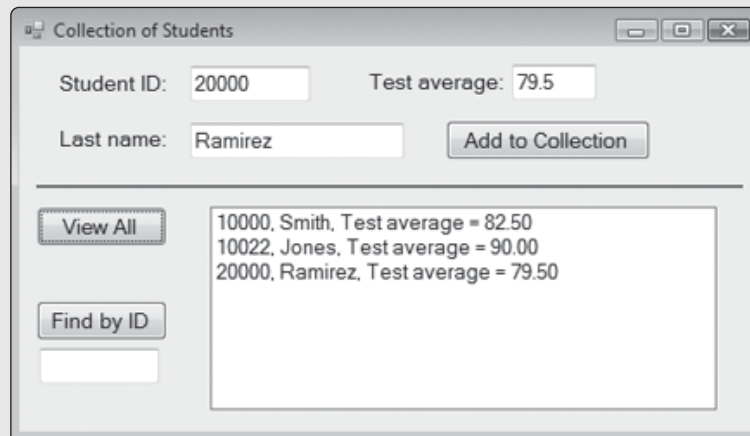 Collection of Students
Student ID: 20000 Test average: 79.5
Last name: Ramirez Add to Collection
View All
10000, Smith, Test average = 82.50
10022, Jones, Test average = 90.00
20000, Ramirez, Test average = 79.50
Find by ID